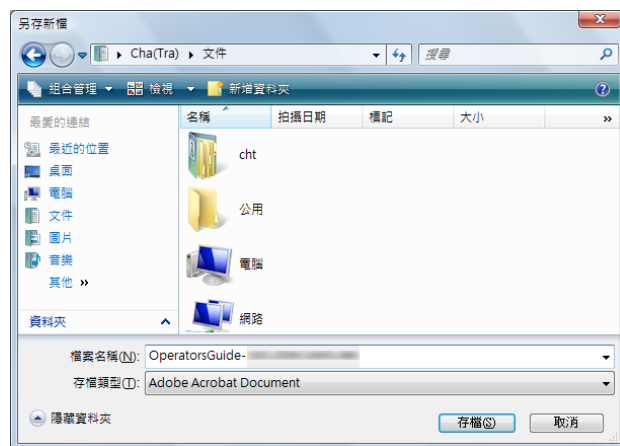 另存新檔
Cha(Tra) 文件 搜尋
組合管理 檢視 新增資料夾
最愛的連結
最近的位置
桌面
電腦
文件
圖片
音樂
其他 »
資料夾
名稱 拍攝日期 標記 大小 »
cht
公用
電腦
網路
檔案名稱(N): OperatorsGuide-
存檔類型(T): Adobe Acrobat Document
隱藏資料夾 存檔(S) 取消